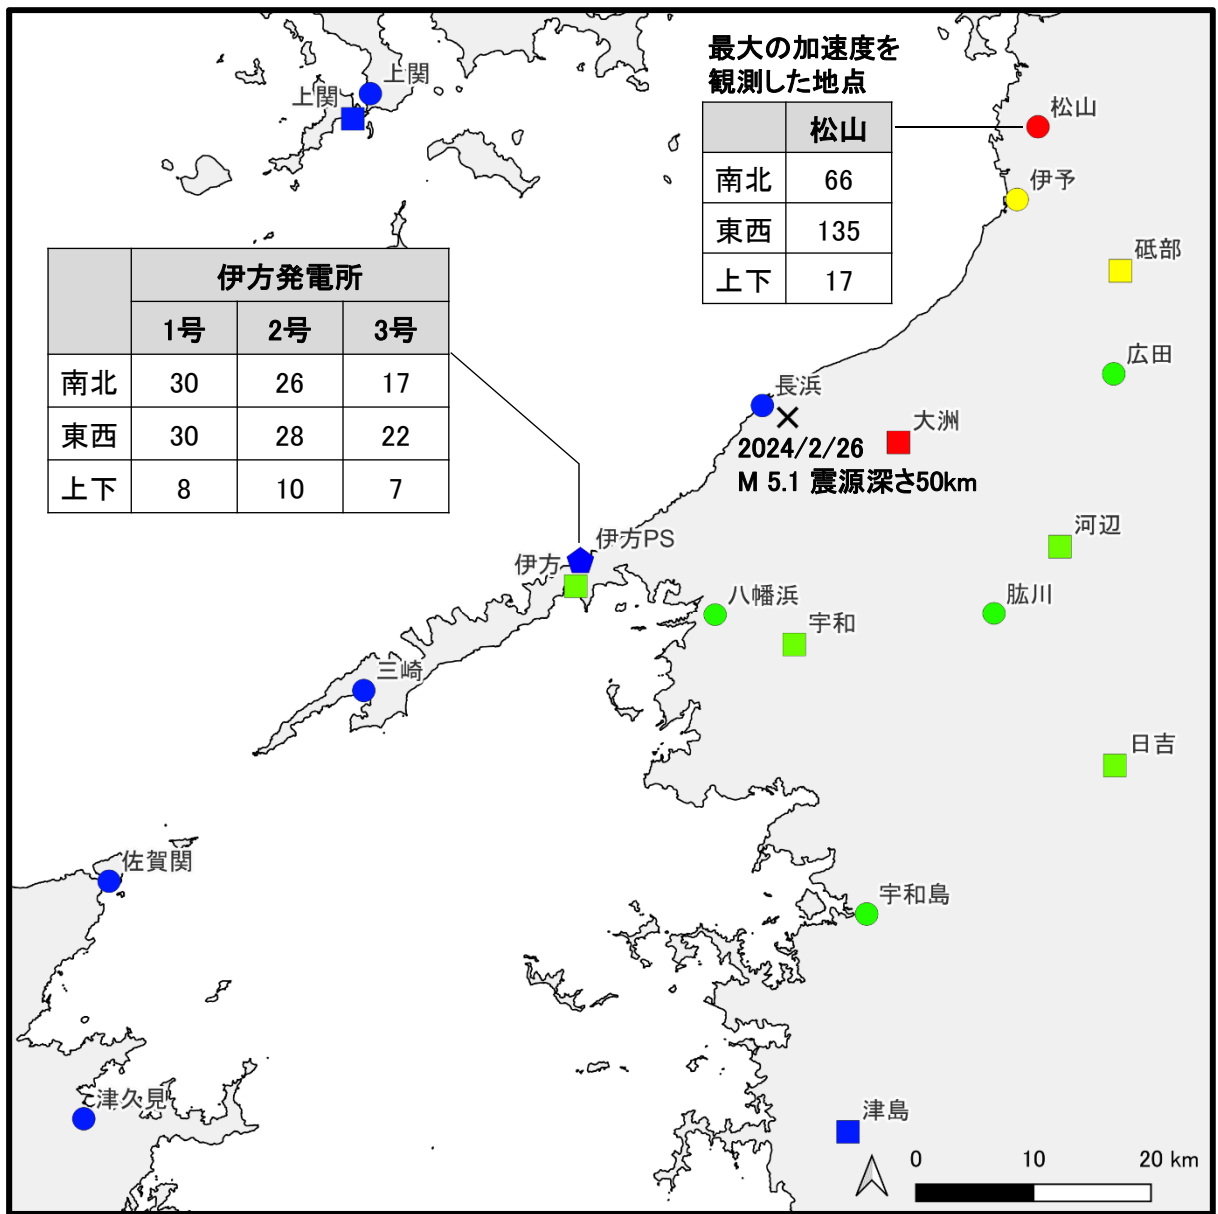 最大の加速度を
観測した地点
上関
上関
松山
松山
南北 66
東西 135
上下 17
伊予
砥部
伊方発電所
1号 2号 3号
南北 30 26 17
東西 30 28 22
上下 8 10 7
広田
長浜
大洲
2024/2/26
M 5.1 震源深さ50km
河辺
伊方PS
伊方
八幡浜
肱川
宇和
三崎
日吉
佐賀関
宇和島
津久見
津島
0 10 20 km